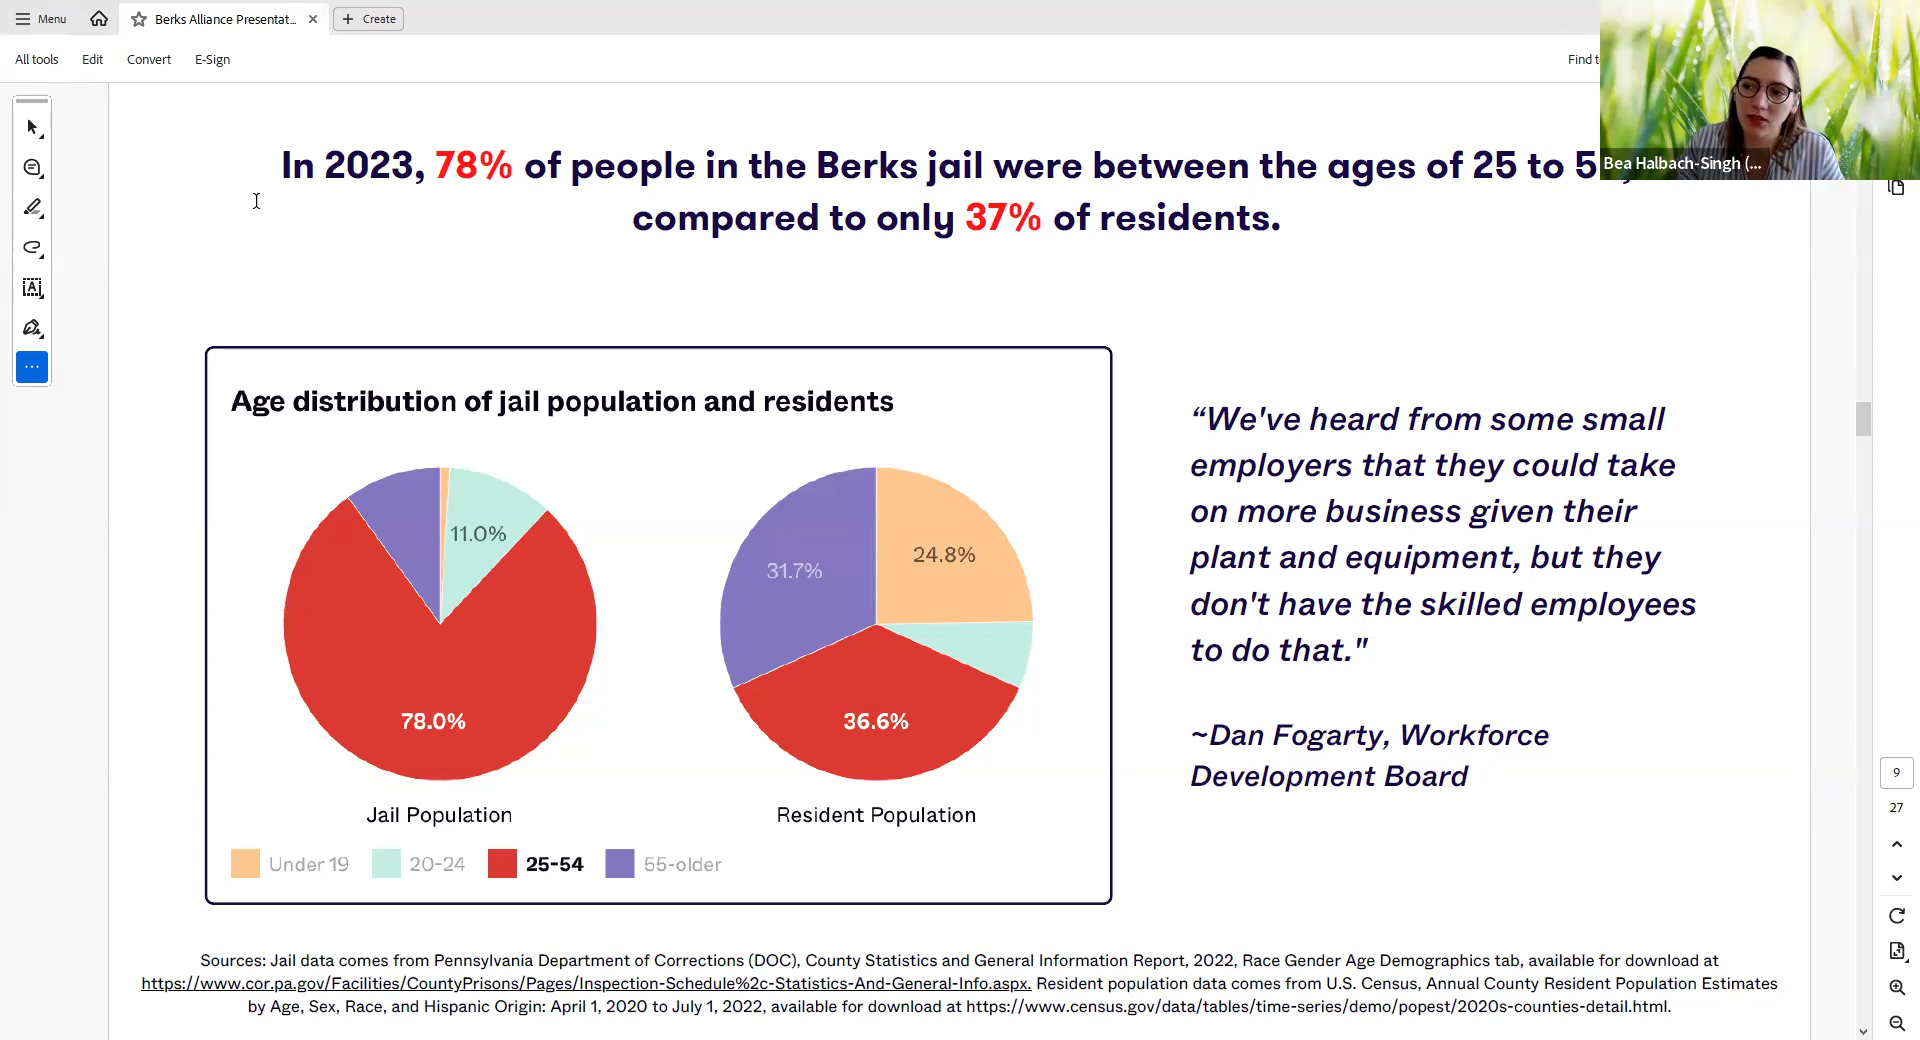 Menu
Berks Alliance Presentat...
Create
All tools
Edit
Convert
E-Sign
Find
Bea Halbach-Singh (...
In 2023, 78% of people in the Berks jail were between the ages of 25 to
compared to only 37% of residents.
Age distribution of jail population and residents
11.0%
78.0%
Jail Population
24.8%
31.7%
36.6%
Resident Population
Under 19
20-24
25-54
55-older
“We've heard from some small
employers that they could take
on more business given their
plant and equipment, but they
don't have the skilled employees
to do that."
~Dan Fogarty, Workforce
Development Board
Sources: Jail data comes from Pennsylvania Department of Corrections (DOC), County Statistics and General Information Report, 2022, Race Gender Age Demographics tab, available for download at
https://www.cor.pa.gov/Facilities/CountyPrisons/Pages/Inspection-Schedule%2c-Statistics-And-General-Info.aspx. Resident population data comes from U.S. Census, Annual County Resident Population Estimates
by Age, Sex, Race, and Hispanic Origin: April 1, 2020 to July 1, 2022, available for download at https://www.census.gov/data/tables/time-series/demo/popest/2020s-counties-detail.html.
9
27